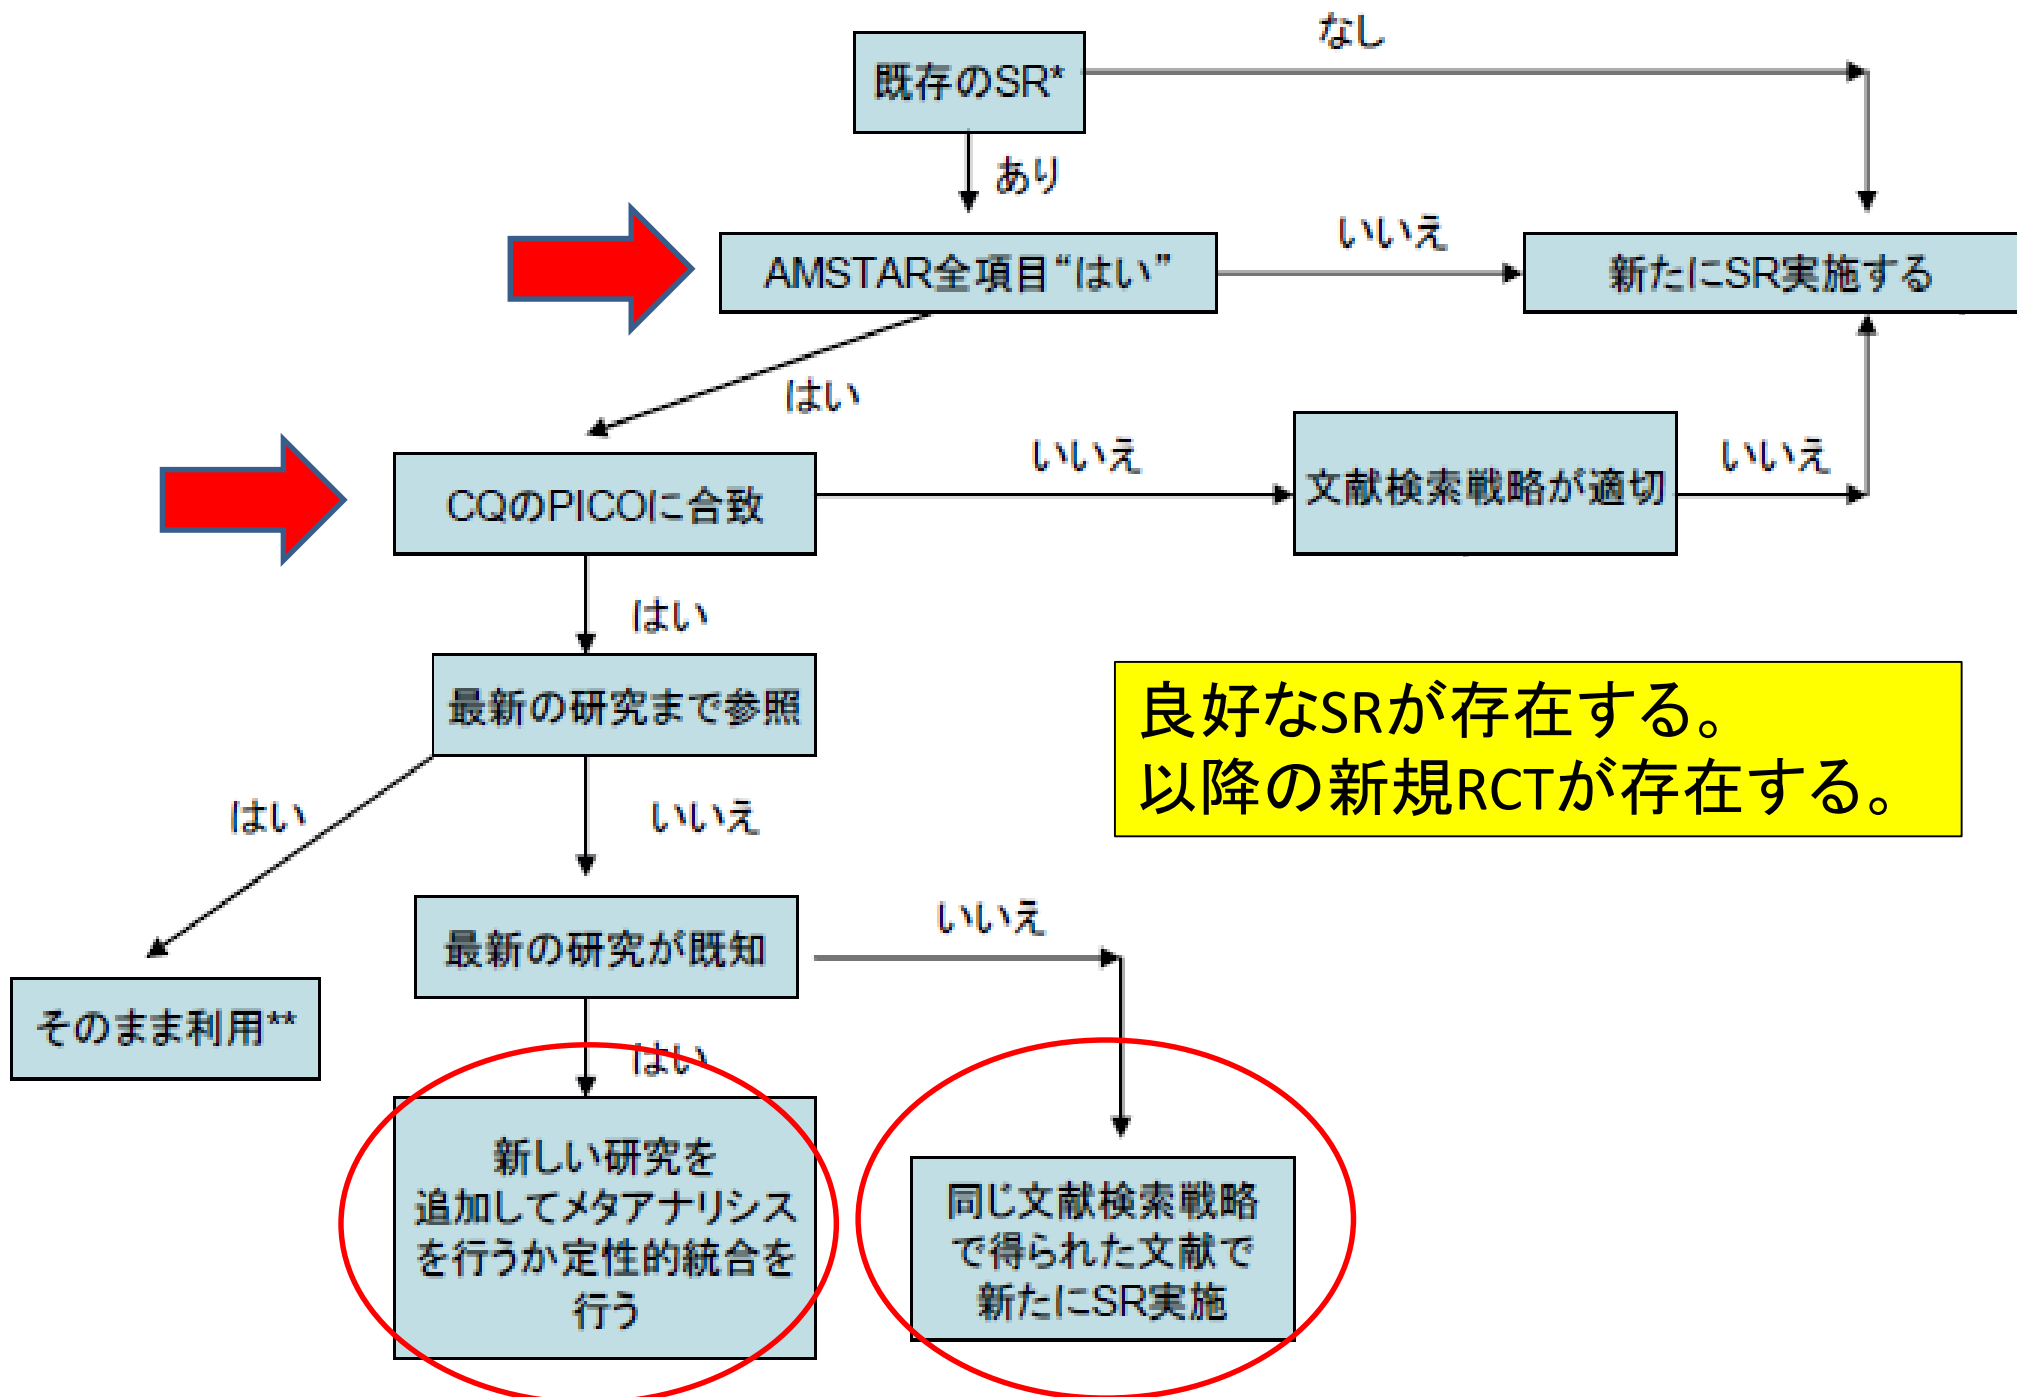 なし
既存のSR*
あり
いいえ
AMSTAR全項目“はい”
新たにSR実施する
はい
いいえ
いいえ
CQのPICOに合致
文献検索戦略が適切
はい
最新の研究まで参照
良好なSRが存在する。
以降の新規RCTが存在する。
はい
いいえ
いいえ
最新の研究が既知
そのまま利用**
はい
新しい研究を
追加してメタアナリシス
を行うか定性的統合を
行う
同じ文献検索戦略
で得られた文献で
新たにSR実施